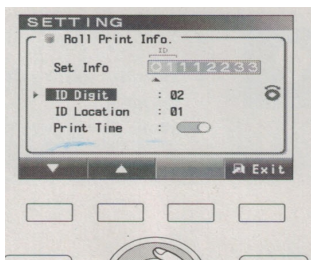 SETTING
Roll Print Info.
ID
Set Info 01112233
ID Digit : 02
ID Location : 01
Print Time :
Exit